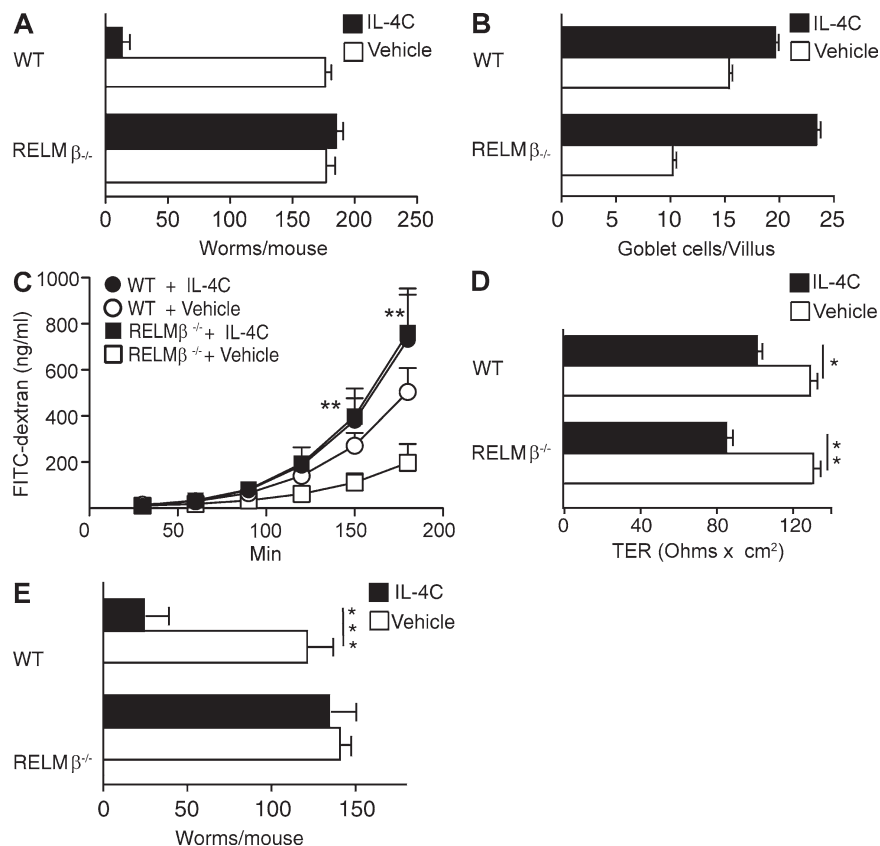 A
IL-4C
Vehicle
WT
RELM β-/-
0 50 100 150 200 250
Worms/mouse
B
IL-4C
Vehicle
WT
RELM β-/-
0 5 10 15 20 25
Goblet cells/Villus
C
WT + IL-4C
WT + Vehicle
RELMβ -/- + IL-4C
RELMβ -/- + Vehicle
FITC-dextran (ng/ml)
1000
800
600
400
200
**
**
0 50 100 150 200
Min
D
IL-4C
Vehicle
WT
*
RELMβ-/-
**
0 40 80 120
TER (Ohms x cm²)
E
IL-4C
Vehicle
WT
***
RELMβ-/-
0 50 100 150
Worms/mouse